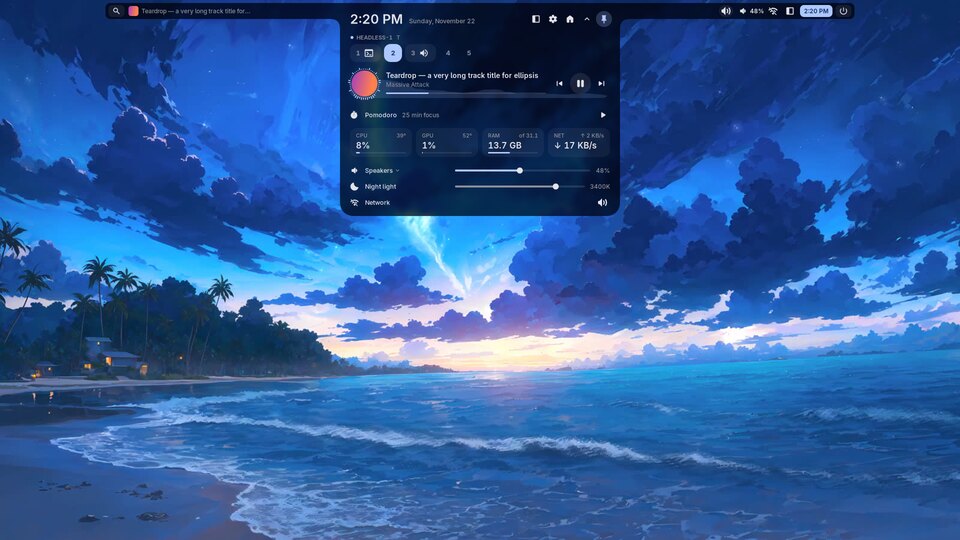 Teardrop — a very long track title for...
48%
2:20 PM
2:20 PM Sunday, November 22
HEADLESS-1 T
1 2 3 4 5
Teardrop — a very long track title for ellipsis
Massive Attack
Pomodoro 25 min focus
CPU 39° GPU 52° RAM of 31.1 NET ↑ 2 KB/s
8% 1% 13.7 GB ↓ 17 KB/s
Speakers 48%
Night light 3400K
Network